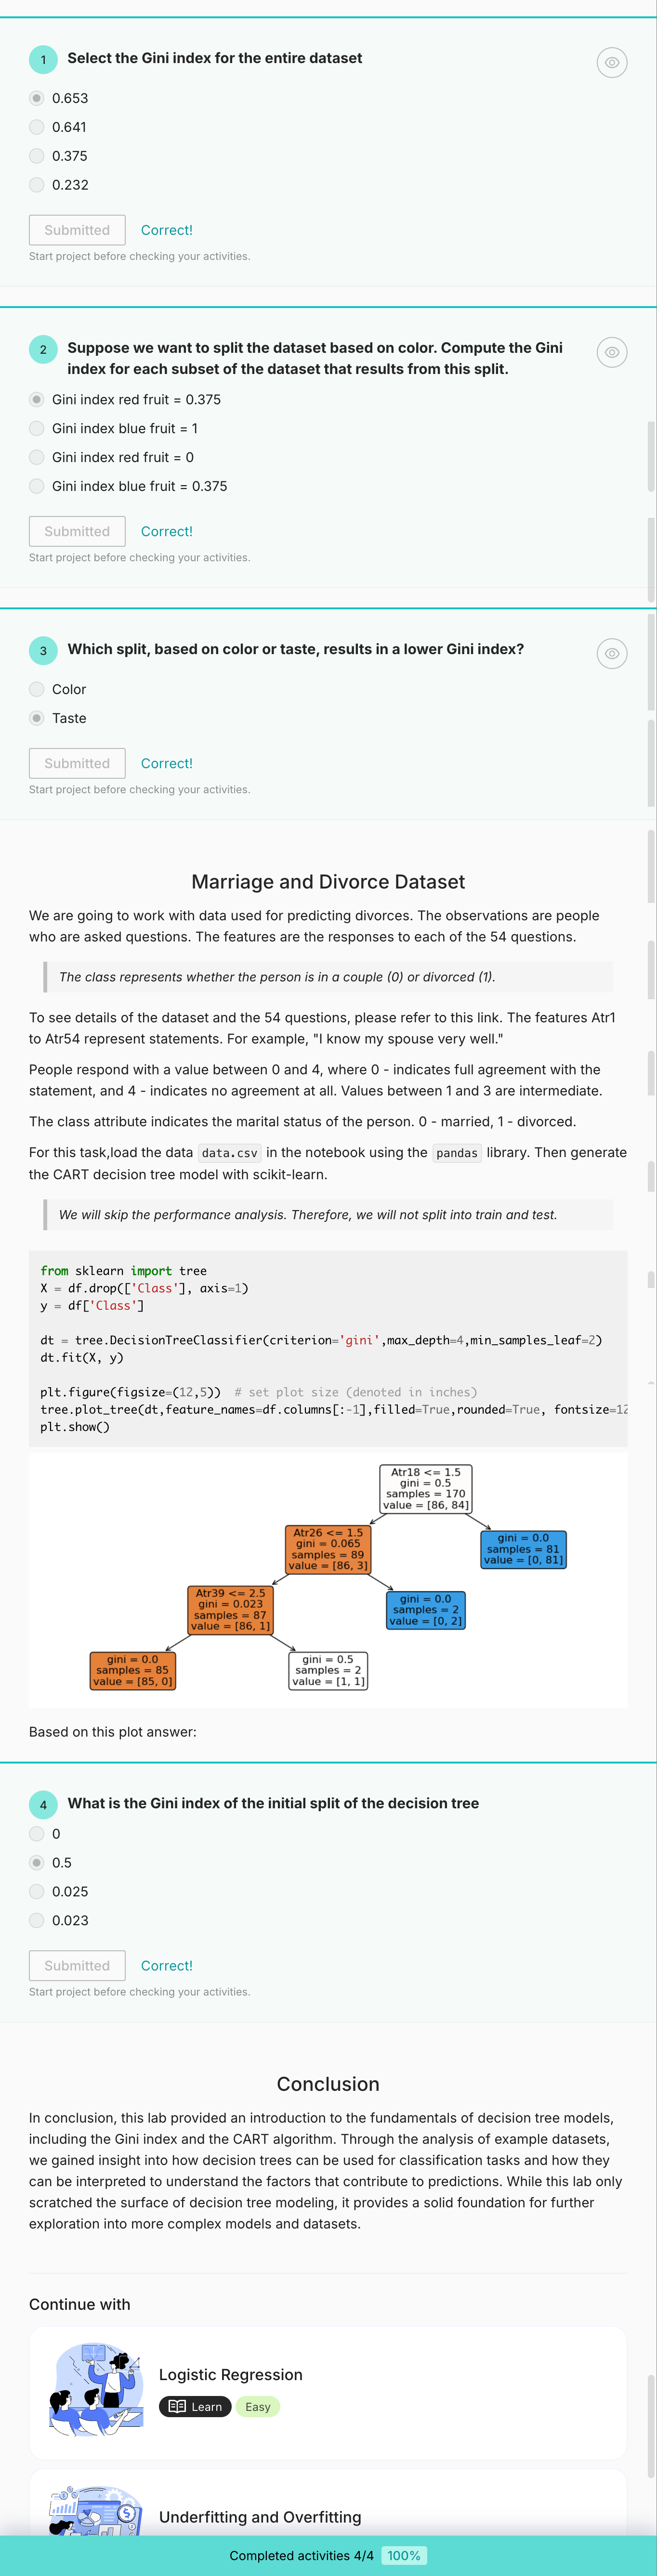 1 Select the Gini index for the entire dataset
0.653
0.641
0.375
0.232
Submitted Correct!
Start project before checking your activities.
2 Suppose we want to split the dataset based on color. Compute the Gini
index for each subset of the dataset that results from this split.
Gini index red fruit = 0.375
Gini index blue fruit = 1
Gini index red fruit = 0
Gini index blue fruit = 0.375
Submitted Correct!
Start project before checking your activities.
3 Which split, based on color or taste, results in a lower Gini index?
Color
Taste
Submitted Correct!
Start project before checking your activities.
Marriage and Divorce Dataset
We are going to work with data used for predicting divorces. The observations are people
who are asked questions. The features are the responses to each of the 54 questions.
The class represents whether the person is in a couple (0) or divorced (1).
To see details of the dataset and the 54 questions, please refer to this link. The features Atr1
to Atr54 represent statements. For example, "I know my spouse very well."
People respond with a value between 0 and 4, where 0 - indicates full agreement with the
statement, and 4 - indicates no agreement at all. Values between 1 and 3 are intermediate.
The class attribute indicates the marital status of the person. 0 - married, 1 - divorced.
For this task,load the data data.csv in the notebook using the pandas library. Then generate
the CART decision tree model with scikit-learn.
We will skip the performance analysis. Therefore, we will not split into train and test.
from sklearn import tree
X = df.drop(['Class'], axis=1)
y = df['Class']
dt = tree.DecisionTreeClassifier(criterion='gini',max_depth=4,min_samples_leaf=2)
dt.fit(X, y)
plt.figure(figsize=(12,5)) # set plot size (denoted in inches)
tree.plot_tree(dt,feature_names=df.columns[:-1],filled=True,rounded=True, fontsize=12
plt.show()
Atr18 <= 1.5
gini = 0.5
samples = 170
value = [86, 84]
Atr26 <= 1.5
gini = 0.065
samples = 89
value = [86, 3]
gini = 0.0
samples = 81
value = [0, 81]
Atr39 <= 2.5
gini = 0.023
samples = 87
value = [86, 1]
gini = 0.0
samples = 2
value = [0, 2]
gini = 0.0
samples = 85
value = [85, 0]
gini = 0.5
samples = 2
value = [1, 1]
Based on this plot answer:
4 What is the Gini index of the initial split of the decision tree
0
0.5
0.025
0.023
Submitted Correct!
Start project before checking your activities.
Conclusion
In conclusion, this lab provided an introduction to the fundamentals of decision tree models,
including the Gini index and the CART algorithm. Through the analysis of example datasets,
we gained insight into how decision trees can be used for classification tasks and how they
can be interpreted to understand the factors that contribute to predictions. While this lab only
scratched the surface of decision tree modeling, it provides a solid foundation for further
exploration into more complex models and datasets.
Continue with
Logistic Regression
Learn Easy
Underfitting and Overfitting
Completed activities 4/4 100%